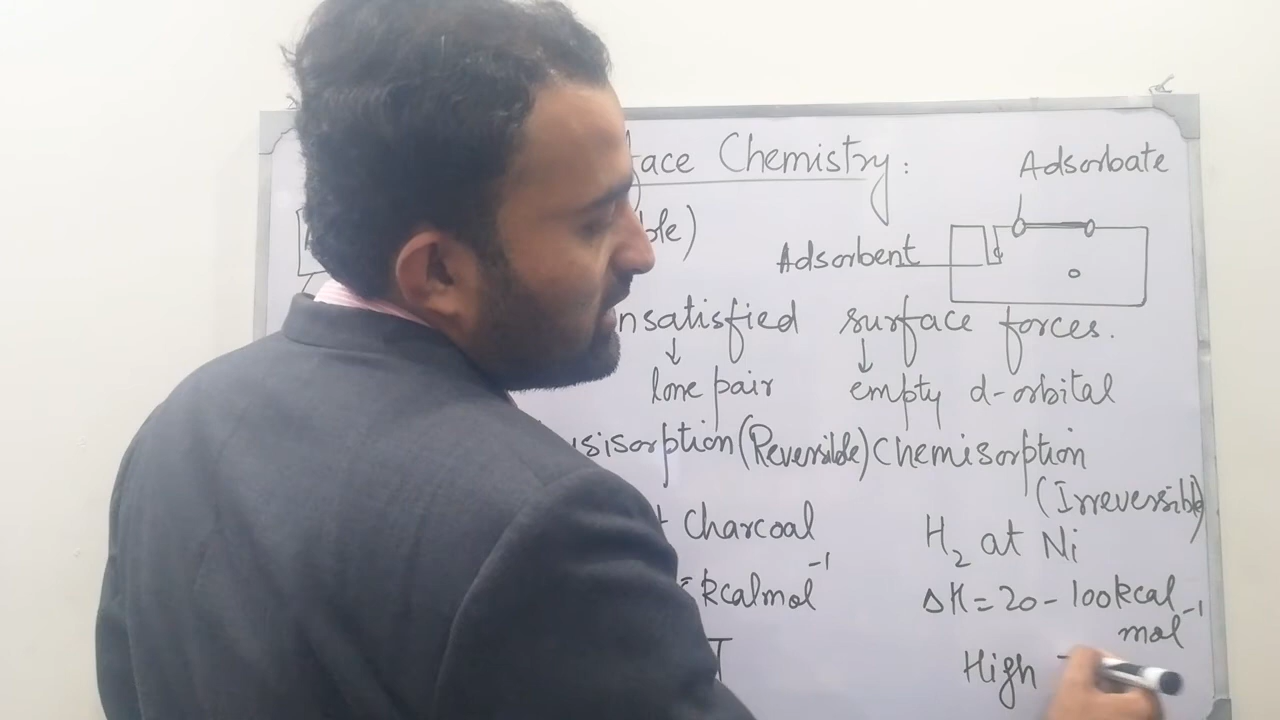 face Chemistry:
Adsorbate
ble)
Adsorbent
nsatisfied surface forces.
↓ ↓
lone pair empty d-orbital
sisorption (Reversible) Chemisorption
(Irreversible)
t Charcoal H₂ at Ni
kcalmol⁻¹ ΔH = 20 - 100 kcal
mol⁻¹
High